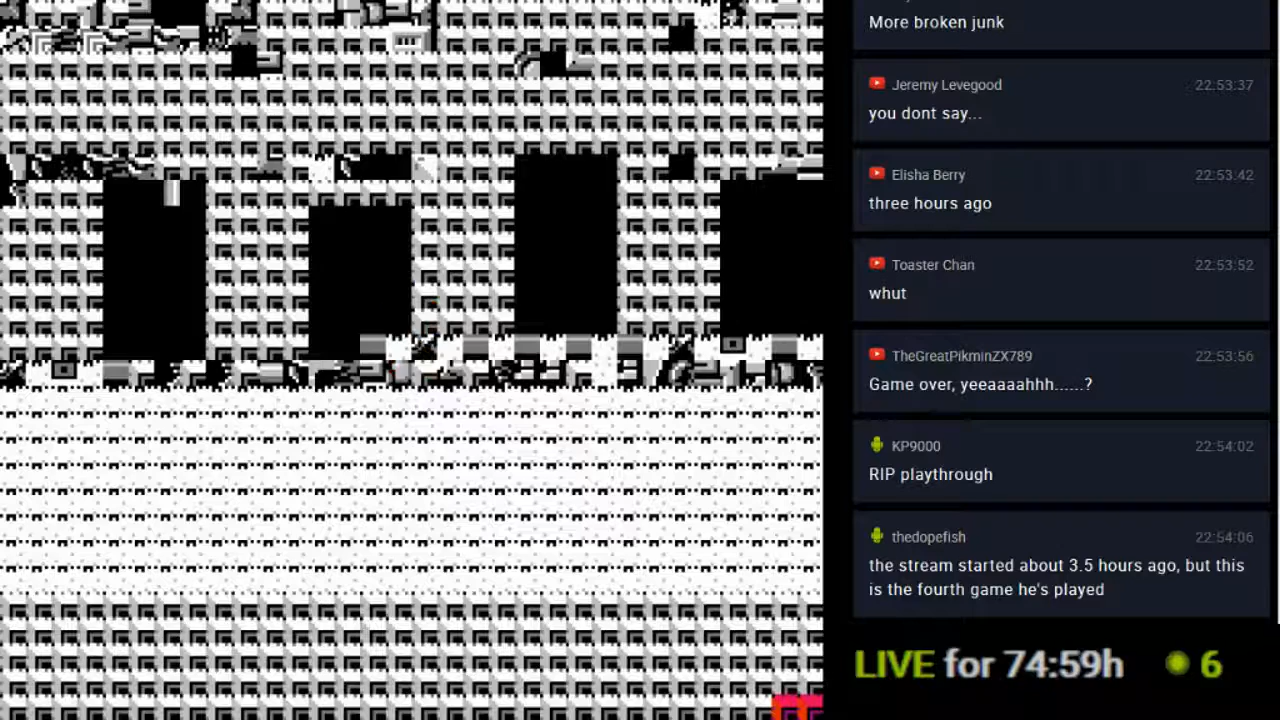 More broken junk
Jeremy Levegood 22:53:37
you dont say...
Elisha Berry 22:53:42
three hours ago
Toaster Chan 22:53:52
whut
TheGreatPikminZX789 22:53:56
Game over, yeeaaaahhh......?
KP9000 22:54:02
RIP playthrough
thedopefish 22:54:06
the stream started about 3.5 hours ago, but this
is the fourth game he's played
LIVE for 74:59h 6